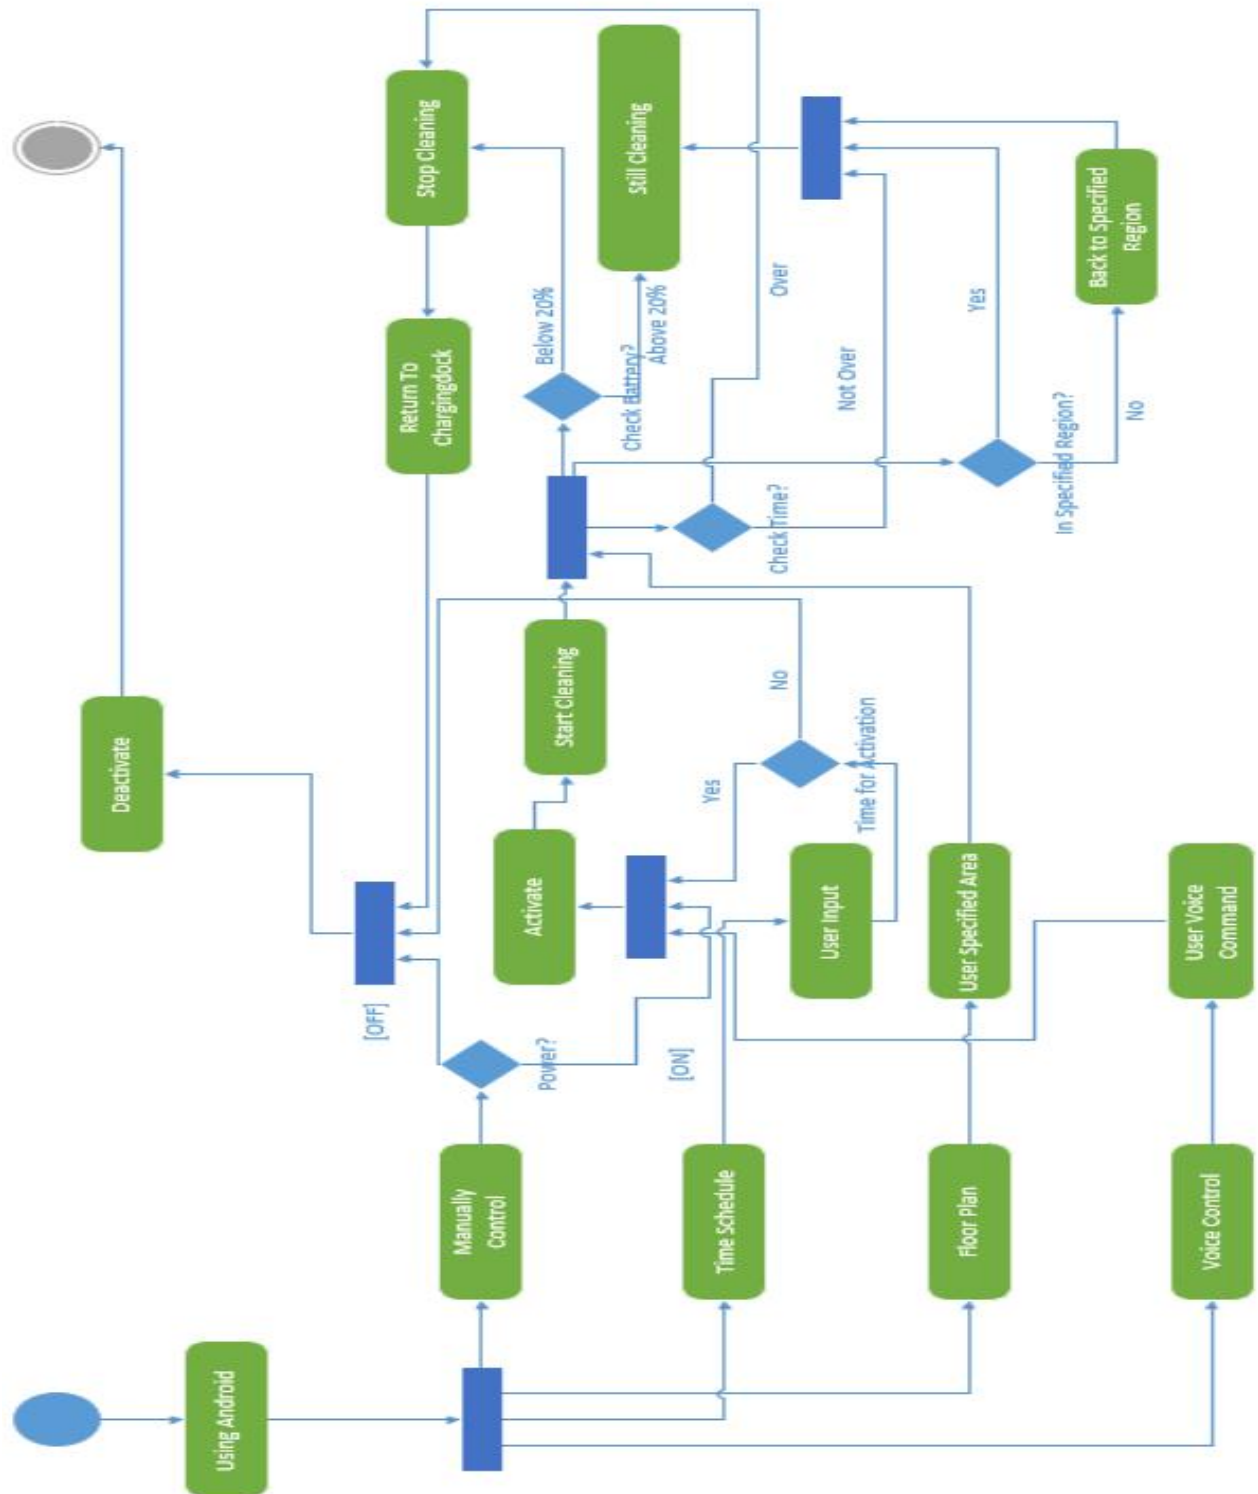 Using Android
Manually
Control
Time Schedule
Floor Plan
Voice Control
Power?
[OFF]
[ON]
Deactivate
Activate
User Input
User Specified Area
User Voice
Command
Yes
No
Time for Activation
Start Cleaning
Return To
Chargingdock
Stop Cleaning
Below 20%
Check Battery?
Above 20%
Still Cleaning
Check Time?
Over
Not Over
In Specified Region?
Yes
No
Back to Specified
Region